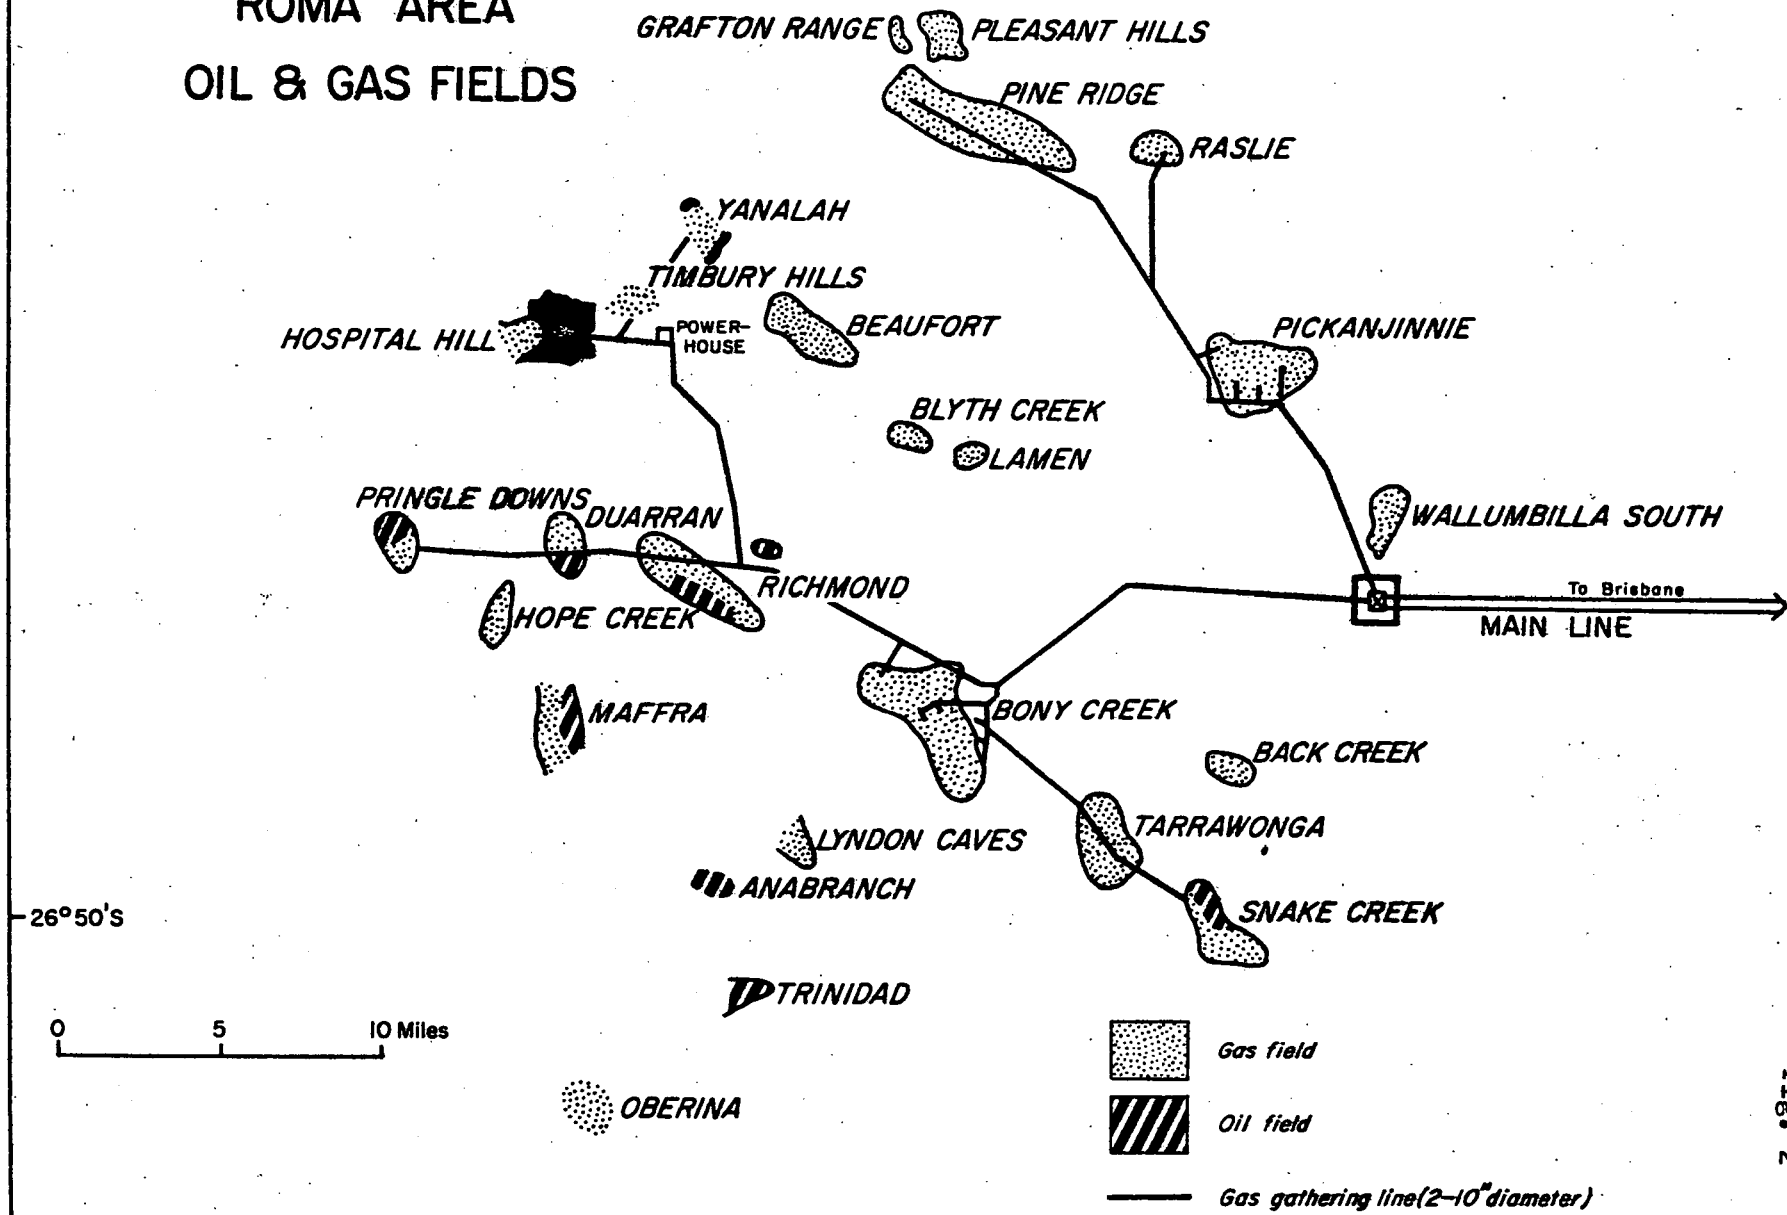 ROMA AREA
OIL & GAS FIELDS
GRAFTON RANGE
PLEASANT HILLS
PINE RIDGE
RASLIE
YANALAH
TIMBURY HILLS
HOSPITAL HILL
POWER-
HOUSE
BEAUFORT
PICKANJINNIE
BLYTH CREEK
LAMEN
PRINGLE DOWNS
DUARRAN
WALLUMBILLA SOUTH
RICHMOND
To Brisbane
MAIN LINE
HOPE CREEK
MAFFRA
BONY CREEK
BACK CREEK
LYNDON CAVES
TARRAWONGA
ANABRANCH
SNAKE CREEK
26°50'S
TRINIDAD
0 5 10 Miles
OBERINA
Gas field
Oil field
Gas gathering line(2-10"diameter)